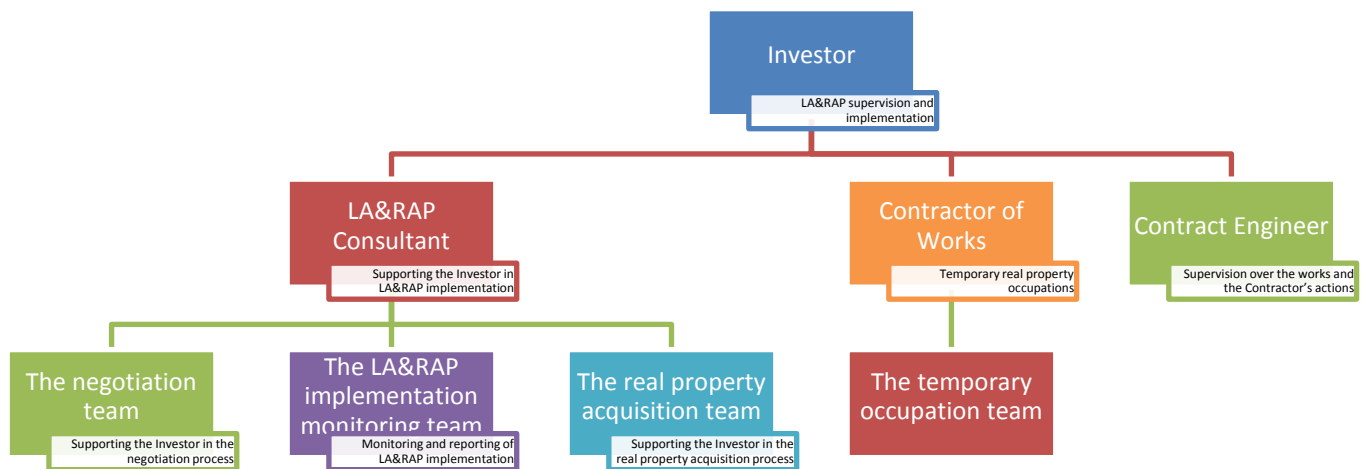 Investor
LA&RAP supervision and
implementation
LA&RAP
Consultant
Supporting the Investor in
LA&RAP implementation
Contractor of
Works
Temporary real property
occupations
Contract Engineer
Supervision over the works and
the Contractor's actions
The negotiation
team
Supporting the Investor in the
negotiation process
The LA&RAP
implementation
monitoring team
Monitoring and reporting of
LA&RAP implementation
The real property
acquisition team
Supporting the Investor in the
real property acquisition process
The temporary
occupation team